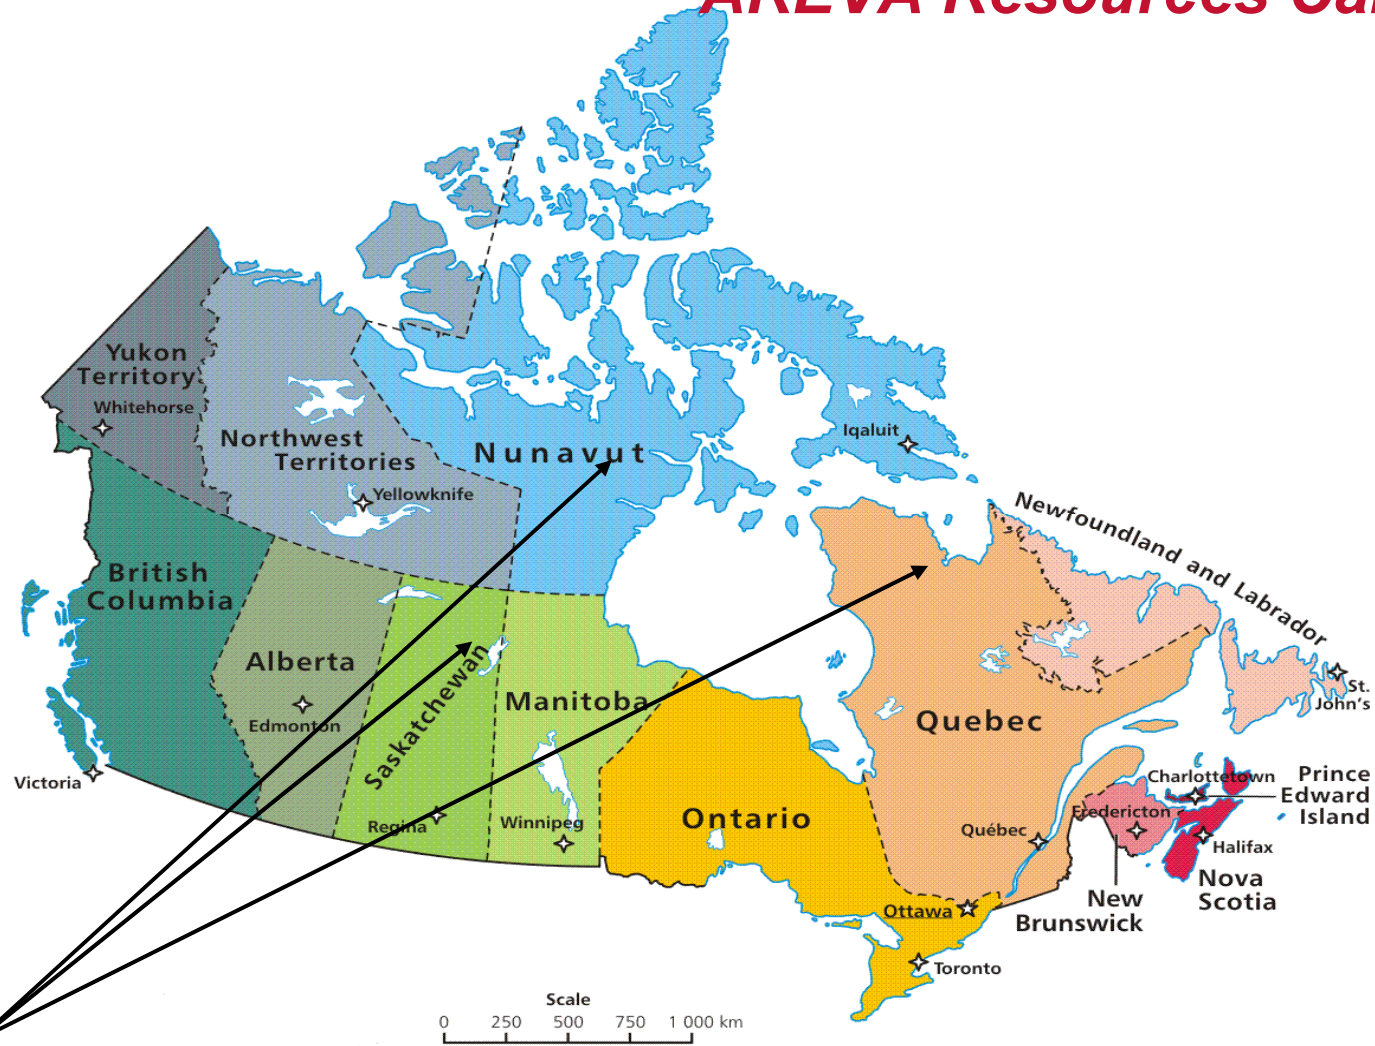 AREVA Resources Ca
Yukon
Territory
Whitehorse
Northwest
Territories
Yellowknife
Nunavut
Iqaluit
Newfoundland and Labrador
British
Columbia
Alberta
Edmonton
Saskatchewan
Manitoba
Quebec
St.
John's
Victoria
Regina
Winnipeg
Ontario
Québec
Charlottetown
Prince
Edward
Island
Fredericton
Halifax
Nova
Scotia
New
Brunswick
Ottawa
Toronto
Scale
0 250 500 750 1 000 km